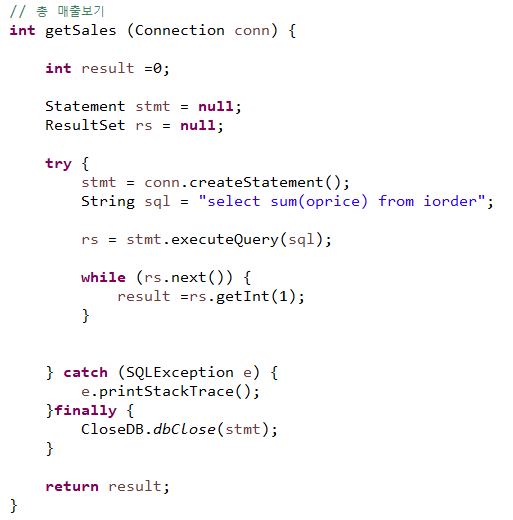 // 총 매출보기
int getSales (Connection conn) {
int result =0;
Statement stmt = null;
ResultSet rs = null;
try {
stmt = conn.createStatement();
String sql = "select sum(oprice) from iorder";
rs = stmt.executeQuery(sql);
while (rs.next()) {
result =rs.getInt(1);
}
} catch (SQLException e) {
e.printStackTrace();
}finally {
CloseDB.dbClose(stmt);
}
return result;
}